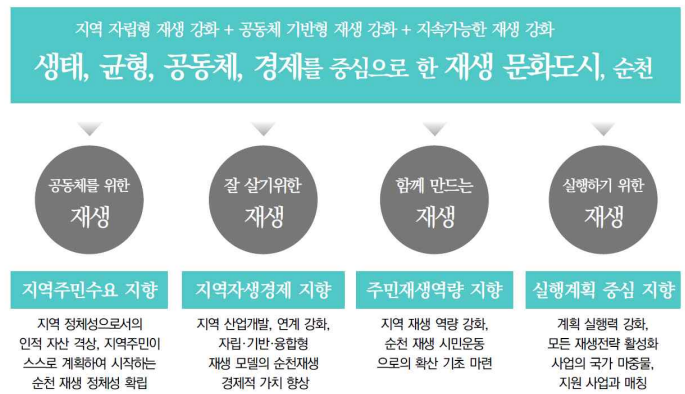 지역 자립형 재생 강화 + 공동체 기반형 재생 강화 + 지속가능한 재생 강화
생태, 균형, 공동체, 경제를 중심으로 한 재생 문화도시, 순천
공동체를 위한
재생
잘 살기위한
재생
함께 만드는
재생
실행하기 위한
재생
지역주민수요 지향
지역 정체성으로서의
인적 자산 격상, 지역주민이
스스로 계획하여 시작하는
순천 재생 정체성 확립
지역자생경제 지향
지역 산업개발, 연계 강화,
자립·기반·융합형
재생 모델의 순천재생
경제적 가치 향상
주민재생역량 지향
지역 재생 역량 강화,
순천 재생 시민운동
으로의 확산 기초 마련
실행계획 중심 지향
계획 실행력 강화,
모든 재생전략 활성화
사업의 국가 마중물,
지원 사업과 매칭